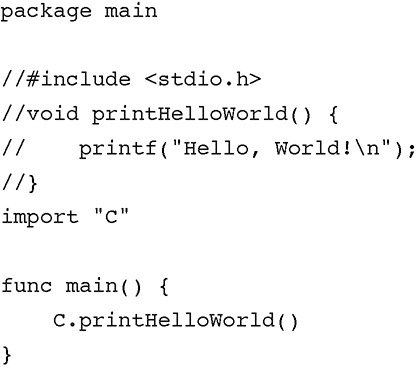 package main

//#include <stdio.h>
//void printHelloWorld() {
//    printf("Hello, World!\n");
//}
import "C"

func main() {
    C.printHelloWorld()
}